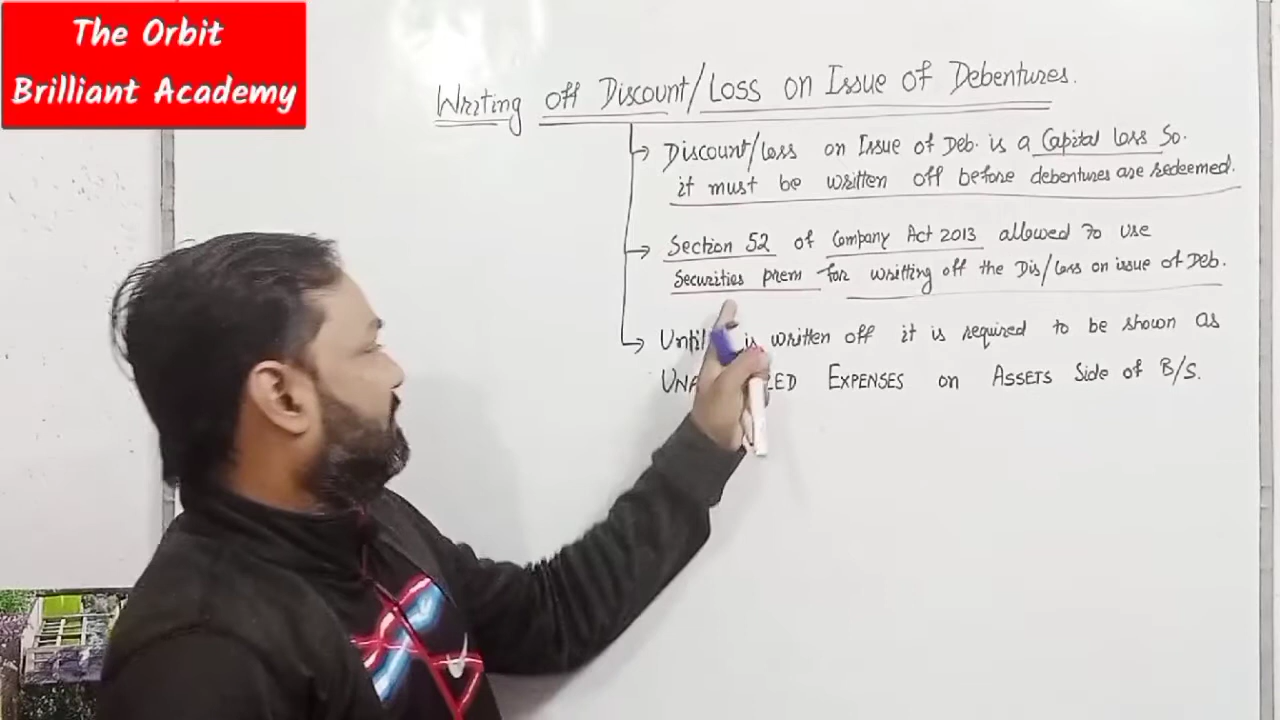 The Orbit
Brilliant Academy
Writing off Discount/Loss on Issue of Debentures.
Discount/Loss on Issue of Deb. is a Capital loss So.
it must be written off before debentures are redeemed.
Section 52 of Company Act 2013 allowed to use
Securities prem for writting off the Dis/Loss on issue of Deb.
Until is written off it is required to be shown as
EXPENSES on ASSETS Side of B/S.